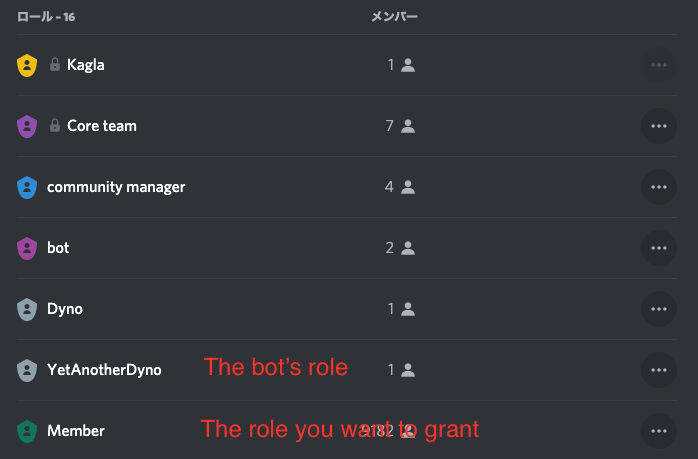 ロール – 16 メンバー
Kagla 1
Core team 7
community manager 4
bot 2
Dyno 1
YetAnotherDyno The bot's role 1
Member The role you want to grant 9182